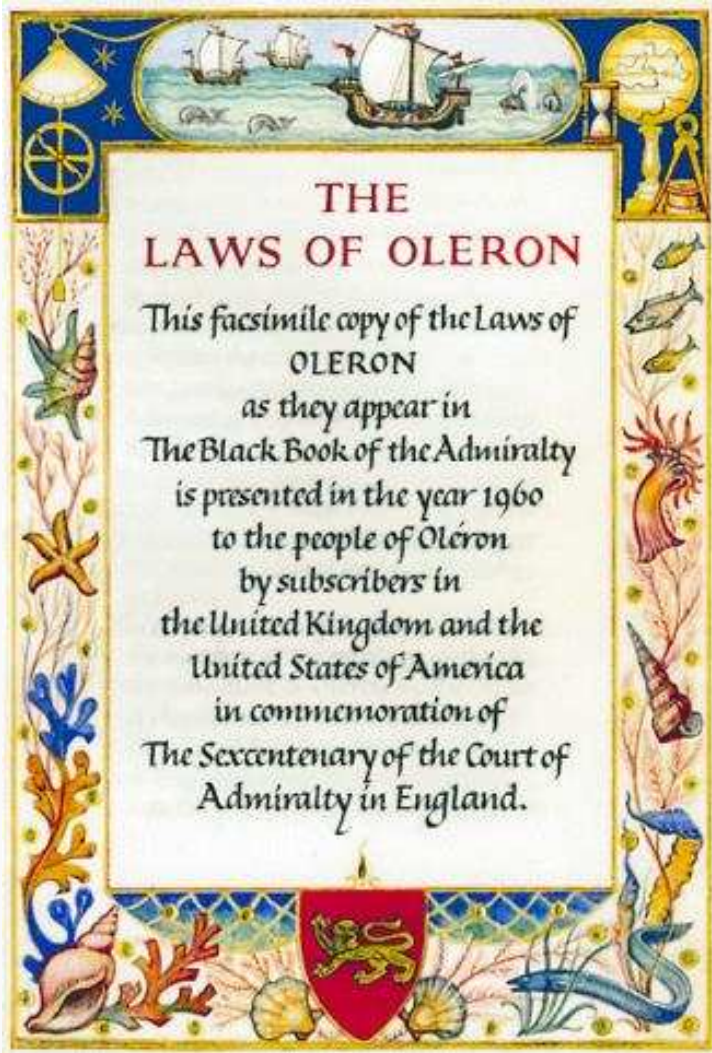 THE
LAWS OF OLERON
This facsimile copy of the Laws of
OLERON
as they appear in
The Black Book of the Admiralty
is presented in the year 1960
to the people of Oléron
by subscribers in
the United Kingdom and the
United States of America
in commemoration of
The Sexcentenary of the Court of
Admiralty in England.